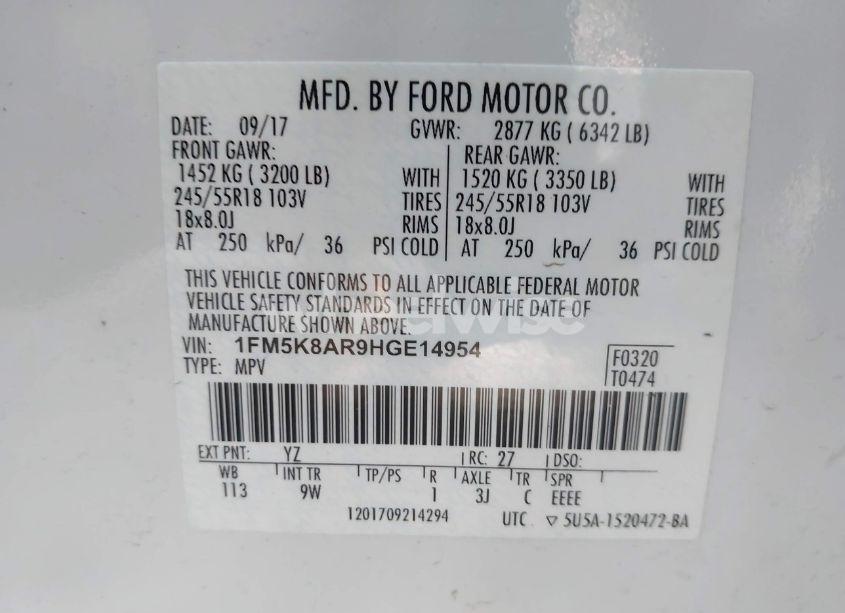 MFD. BY FORD MOTOR CO.
DATE: 09/17 GVWR: 2877 KG ( 6342 LB)
FRONT GAWR: REAR GAWR:
1452 KG ( 3200 LB) WITH 1520 KG ( 3350 LB) WITH
245/55R18 103V TIRES 245/55R18 103V TIRES
18x8.0J RIMS 18x8.0J RIMS
AT 250 kPa/ 36 PSI COLD AT 250 kPa/ 36 PSI COLD
THIS VEHICLE CONFORMS TO ALL APPLICABLE FEDERAL MOTOR
VEHICLE SAFETY STANDARDS IN EFFECT ON THE DATE OF
MANUFACTURE SHOWN ABOVE.
VIN: 1FM5K8AR9HGE14954
TYPE: MPV
F0320
T0474
EXT PNT: YZ RC: 27 DSO:
WB INT TR TP/PS R AXLE TR SPR
113 9W 1 3J C EEEE
1201709214294 UTC ▽ 5U5A-1520472-BA